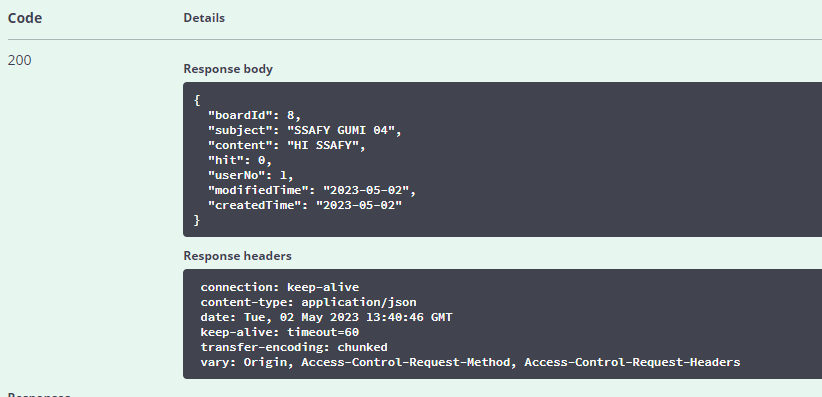 Code Details
200
Response body
{
  "boardId": 8,
  "subject": "SSAFY GUMI 04",
  "content": "HI SSAFY",
  "hit": 0,
  "userNo": 1,
  "modifiedTime": "2023-05-02",
  "createdTime": "2023-05-02"
}
Response headers
connection: keep-alive
content-type: application/json
date: Tue, 02 May 2023 13:40:46 GMT
keep-alive: timeout=60
transfer-encoding: chunked
vary: Origin, Access-Control-Request-Method, Access-Control-Request-Headers
Responses